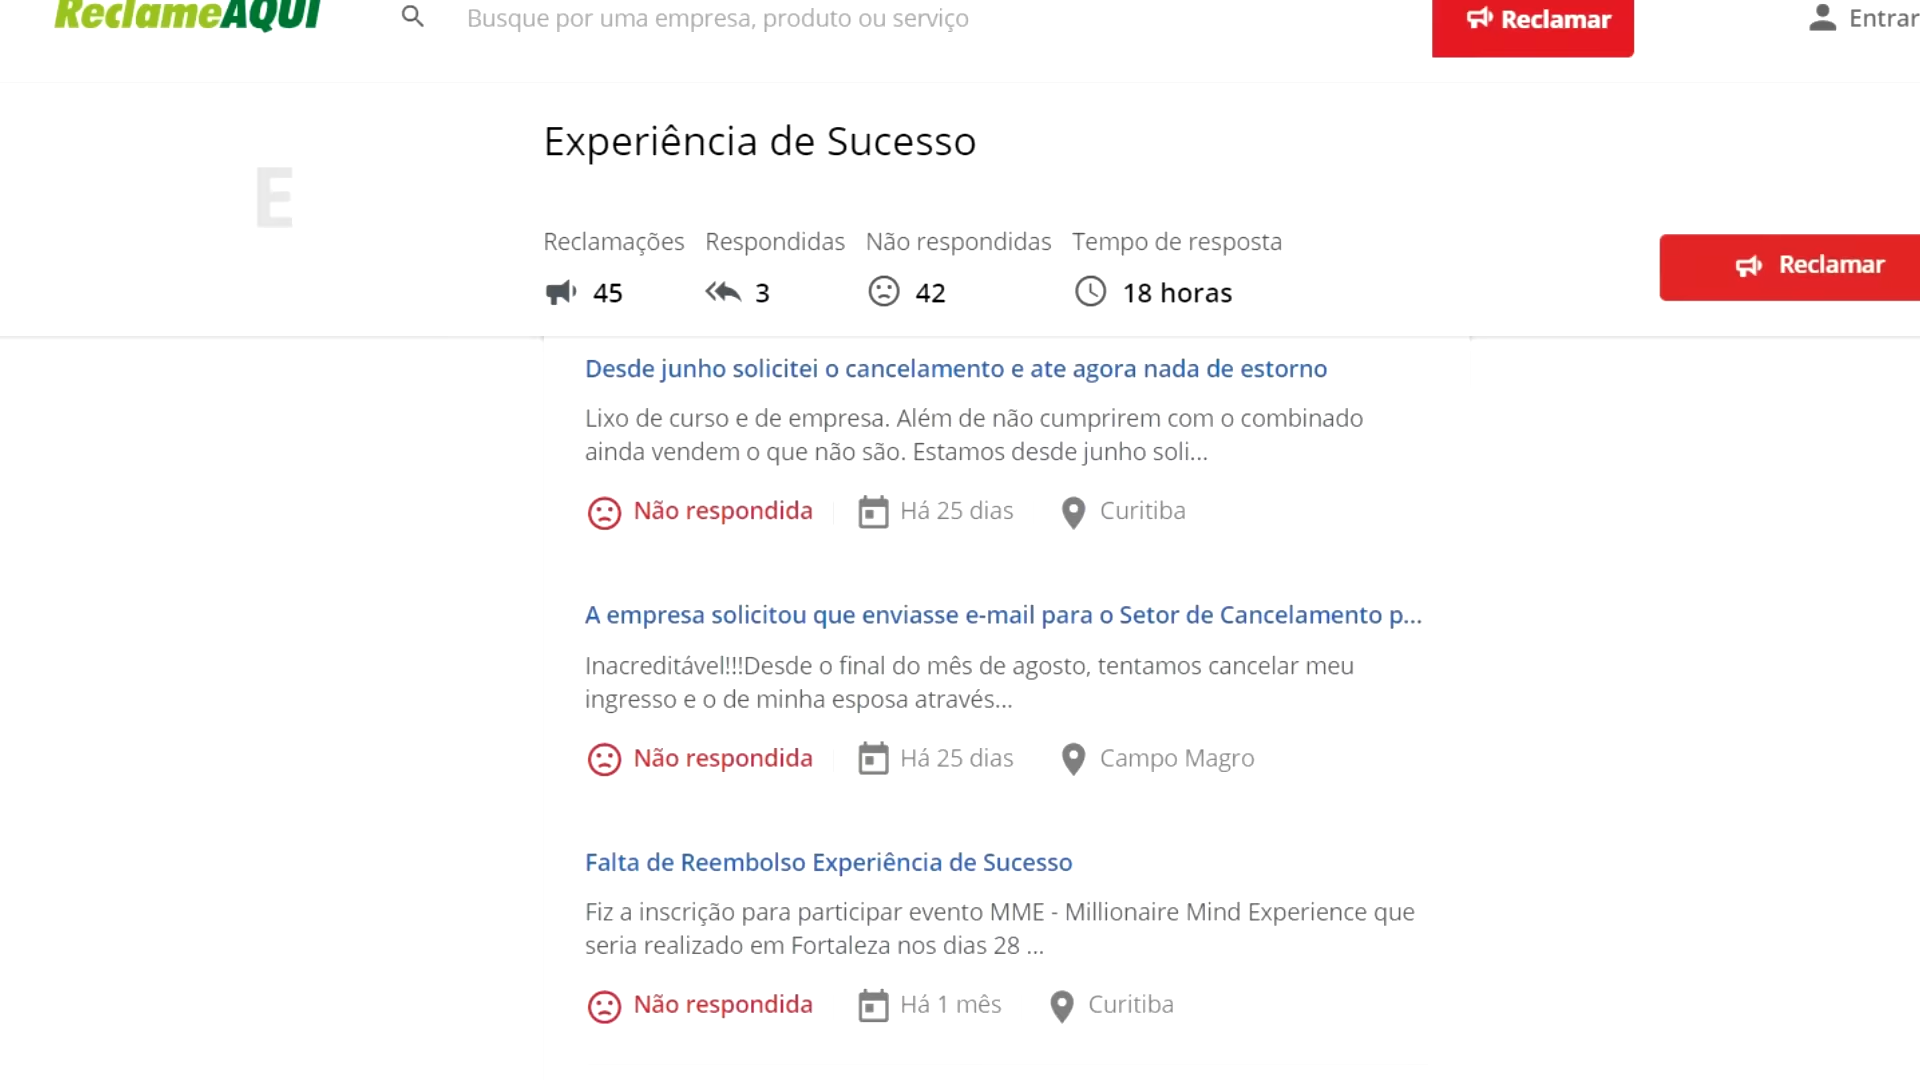 ReclameAQUI
Busque por uma empresa, produto ou serviço
Reclamar
Entrar
E
Experiência de Sucesso
Reclamações Respondidas Não respondidas Tempo de resposta
45 3 42 18 horas
Reclamar
Desde junho solicitei o cancelamento e ate agora nada de estorno
Lixo de curso e de empresa. Além de não cumprirem com o combinado
ainda vendem o que não são. Estamos desde junho soli...
Não respondida Há 25 dias Curitiba
A empresa solicitou que enviasse e-mail para o Setor de Cancelamento p...
Inacreditável!!!Desde o final do mês de agosto, tentamos cancelar meu
ingresso e o de minha esposa através...
Não respondida Há 25 dias Campo Magro
Falta de Reembolso Experiência de Sucesso
Fiz a inscrição para participar evento MME - Millionaire Mind Experience que
seria realizado em Fortaleza nos dias 28 ...
Não respondida Há 1 mês Curitiba